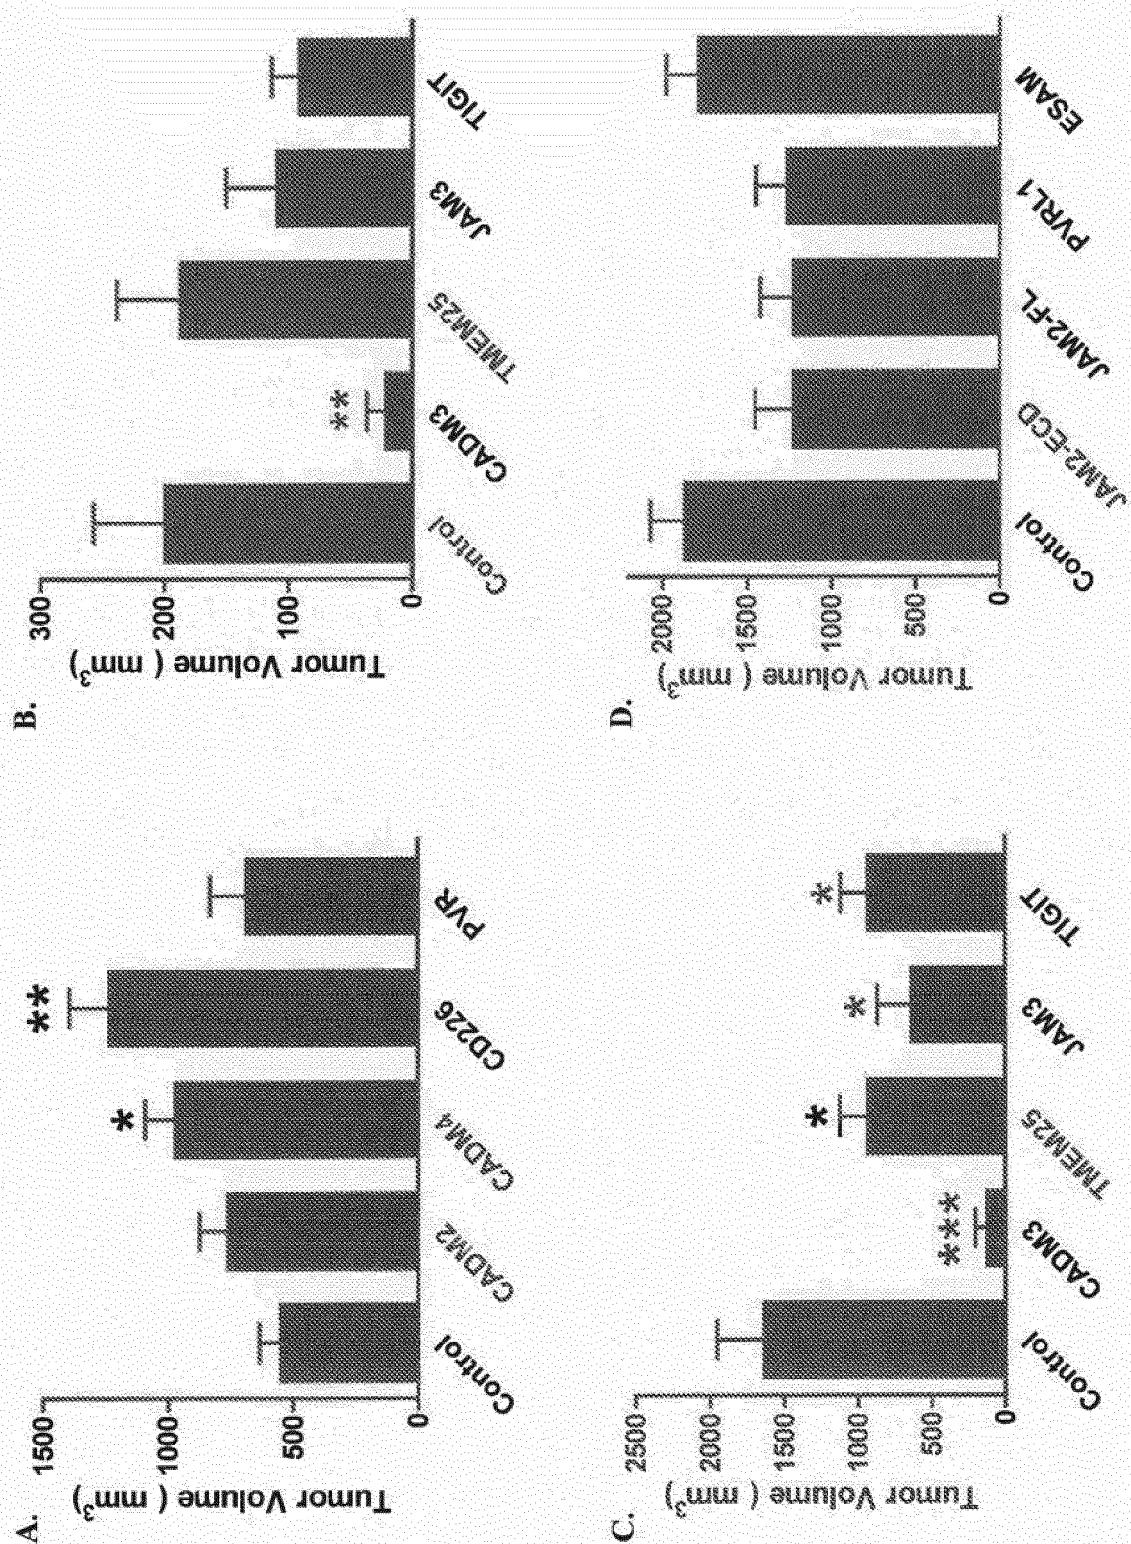 A.
Tumor Volume ( mm³)
1500
1000
500
0
*
**
Control
CADM2
CADM4
CD226
PVR
B.
Tumor Volume ( mm³)
300
200
100
0
**
Control
CADM3
TMEM25
JAM3
TIGIT
C.
Tumor Volume ( mm³)
2500
2000
1500
1000
500
0
***
*
*
*
Control
CADM3
TMEM25
JAM3
TIGIT
D.
Tumor Volume ( mm³)
2000
1500
1000
500
0
Control
JAM2-ECD
JAM2-FL
PVRL1
ESAM